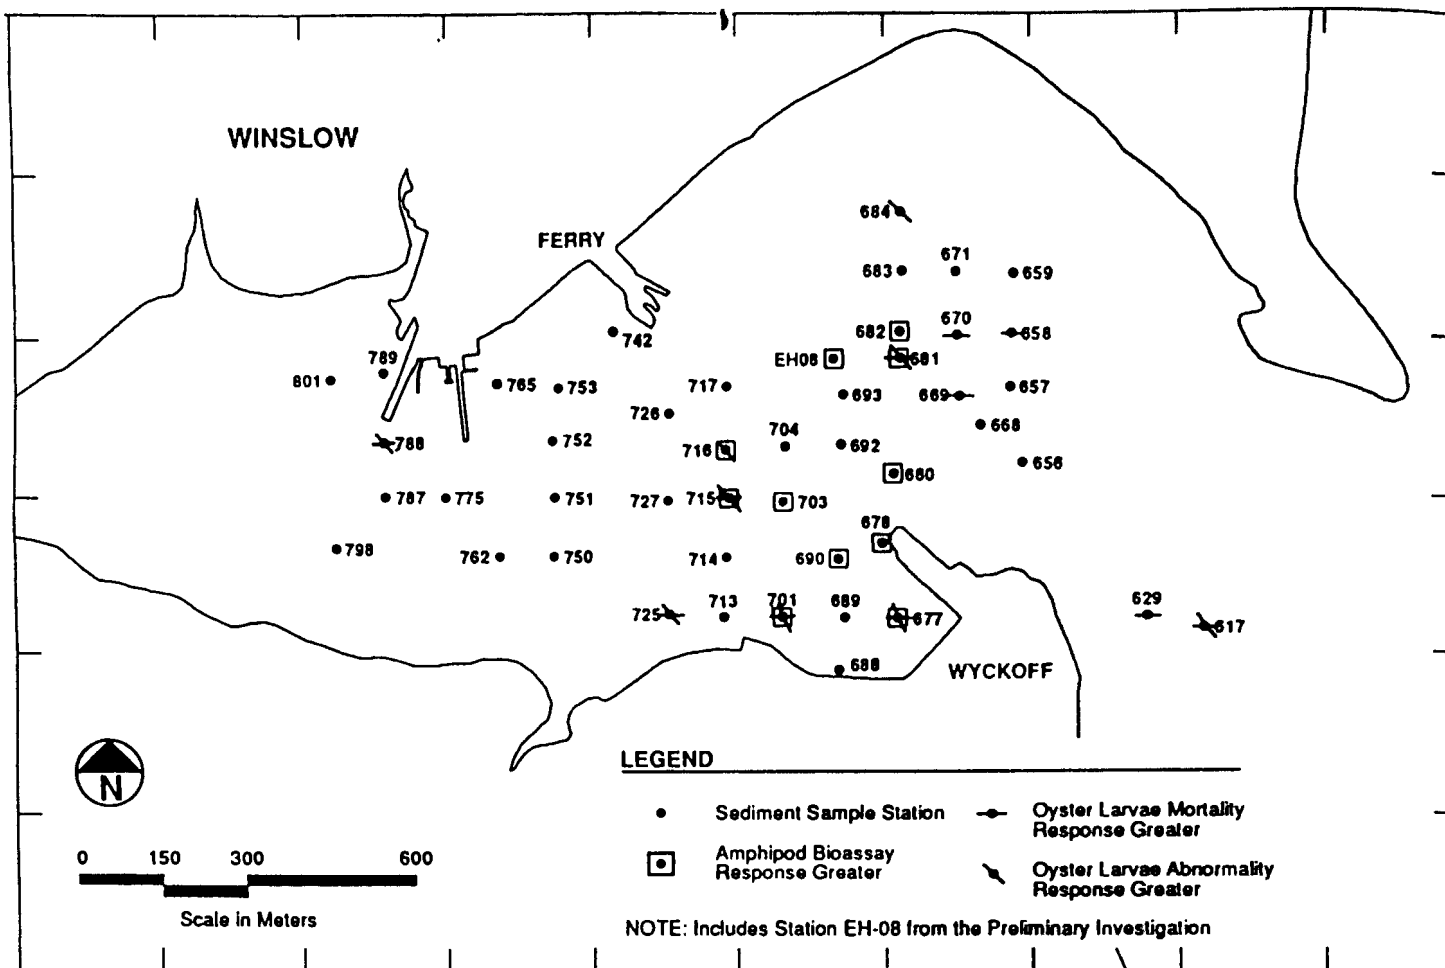 WINSLOW
684
FERRY
671
683
659
682
670
658
742
EH08
681
789
801
765
753
717
693
669
657
726
704
668
788
752
716
692
656
680
787
775
751
727
715
703
678
798
762
750
714
690
725
713
701
689
677
629
617
688
WYCKOFF
LEGEND
Sediment Sample Station
Oyster Larvae Mortality
Response Greater
Amphipod Bioassay
Response Greater
Oyster Larvae Abnormality
Response Greater
N
0 150 300 600
Scale in Meters
NOTE: Includes Station EH-08 from the Preliminary Investigation